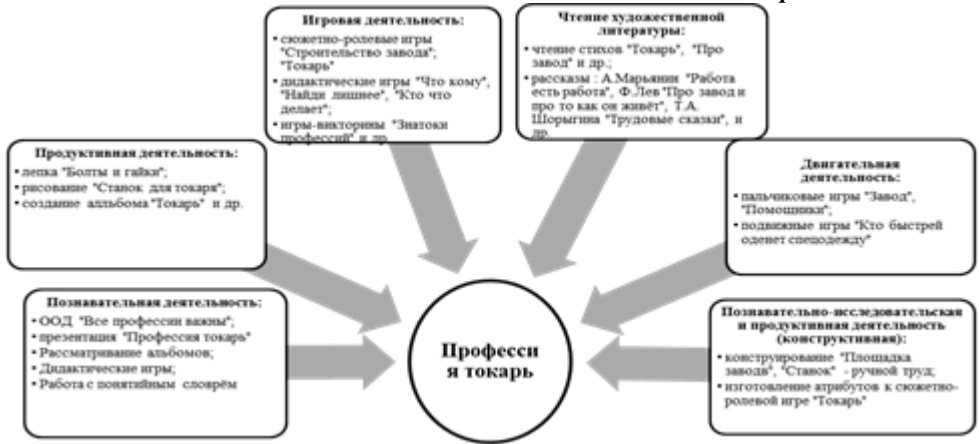 Игровая деятельность:
• сюжетно-ролевые игры
"Строительство завода";
"Токарь"
• дидактические игры "Что кому",
"Найди лишнее", "Кто что
делает";
• игры-викторины "Знатоки
профессий" и др
Чтение художественной
литературы:
• чтение стихов "Токарь", "Про
завод" и др.;
• рассказы : А.Марьянин "Работа
есть работа", Ф.Лев "Про завод и
про то как он живёт", Т.А.
Шорыгина "Трудовые сказки", и
др.
Продуктивная деятельность:
• лепка "Болты и гайки";
• рисование "Станок для токаря";
• создание алльбома "Токарь" и др.
Двигательная
деятельность:
• пальчиковые игры "Завод",
"Помощники";
• подвижные игры "Кто быстрей
оденет спецодежду"
Познавательная деятельность:
• ООД "Все профессии важны";
• презентация "Профессия токарь"
• Рассматривание альбомов;
• Дидактические игры;
• Работа с понятийным словрём
Познавательно-исследовательская
и продуктивная деятельность
(конструктивная):
• конструирование "Площадка
заводв", "Станок" - ручной труд;
• изготовление атрибутов к сюжетно-
ролевой игре "Токарь"
Професси
я токарь